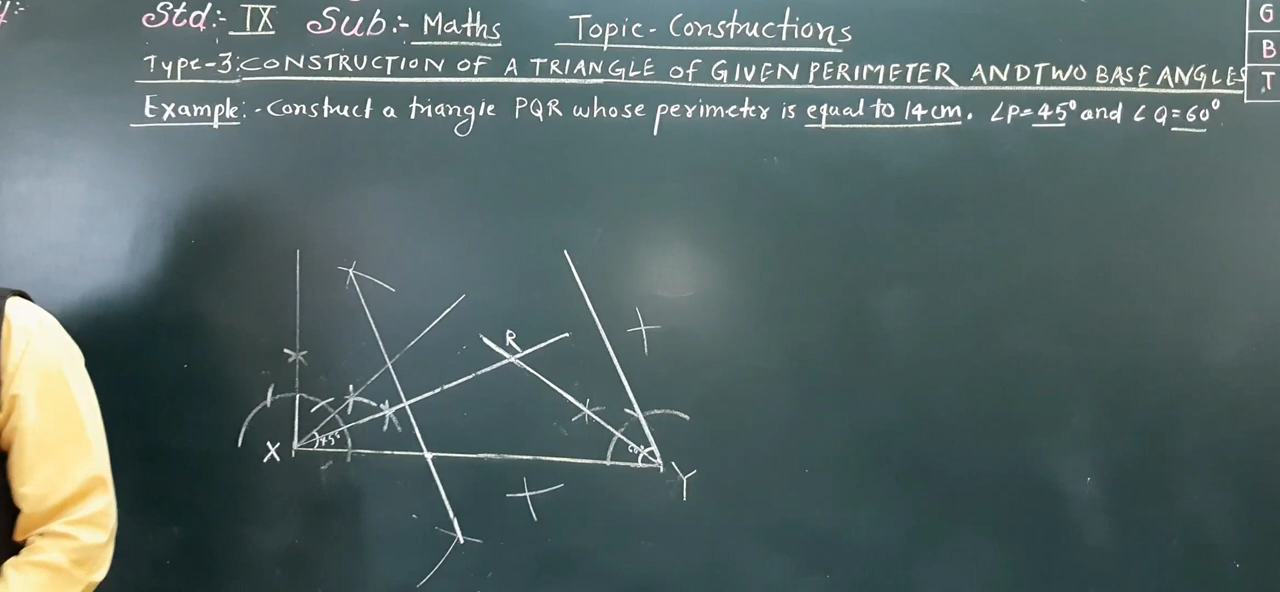 Std:- IX Sub:- Maths Topic- Constructions
Type-3:CONSTRUCTION OF A TRIANGLE OF GIVEN PERIMETER AND TWO BASE ANGLES
Example:-Construct a triangle PQR whose perimeter is equal to 14 cm. ∠P=45° and ∠Q=60°
G
B
T
R
X
45°
60°
Y